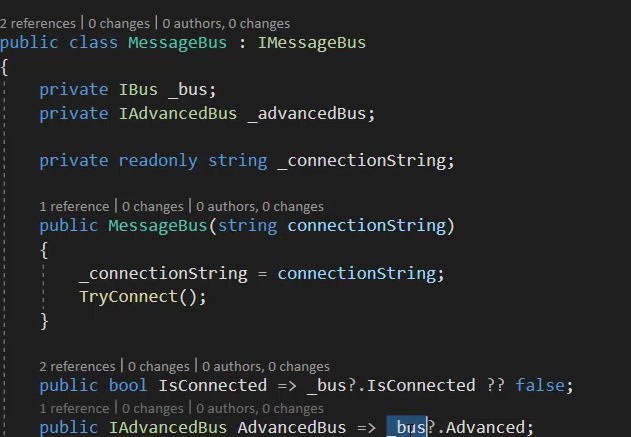 2 references | 0 changes | 0 authors, 0 changes
public class MessageBus : IMessageBus
{
private IBus _bus;
private IAdvancedBus _advancedBus;
private readonly string _connectionString;
1 reference | 0 changes | 0 authors, 0 changes
public MessageBus(string connectionString)
{
_connectionString = connectionString;
TryConnect();
}
2 references | 0 changes | 0 authors, 0 changes
public bool IsConnected => _bus?.IsConnected ?? false;
1 reference | 0 changes | 0 authors, 0 changes
public IAdvancedBus AdvancedBus => _bus?.Advanced;